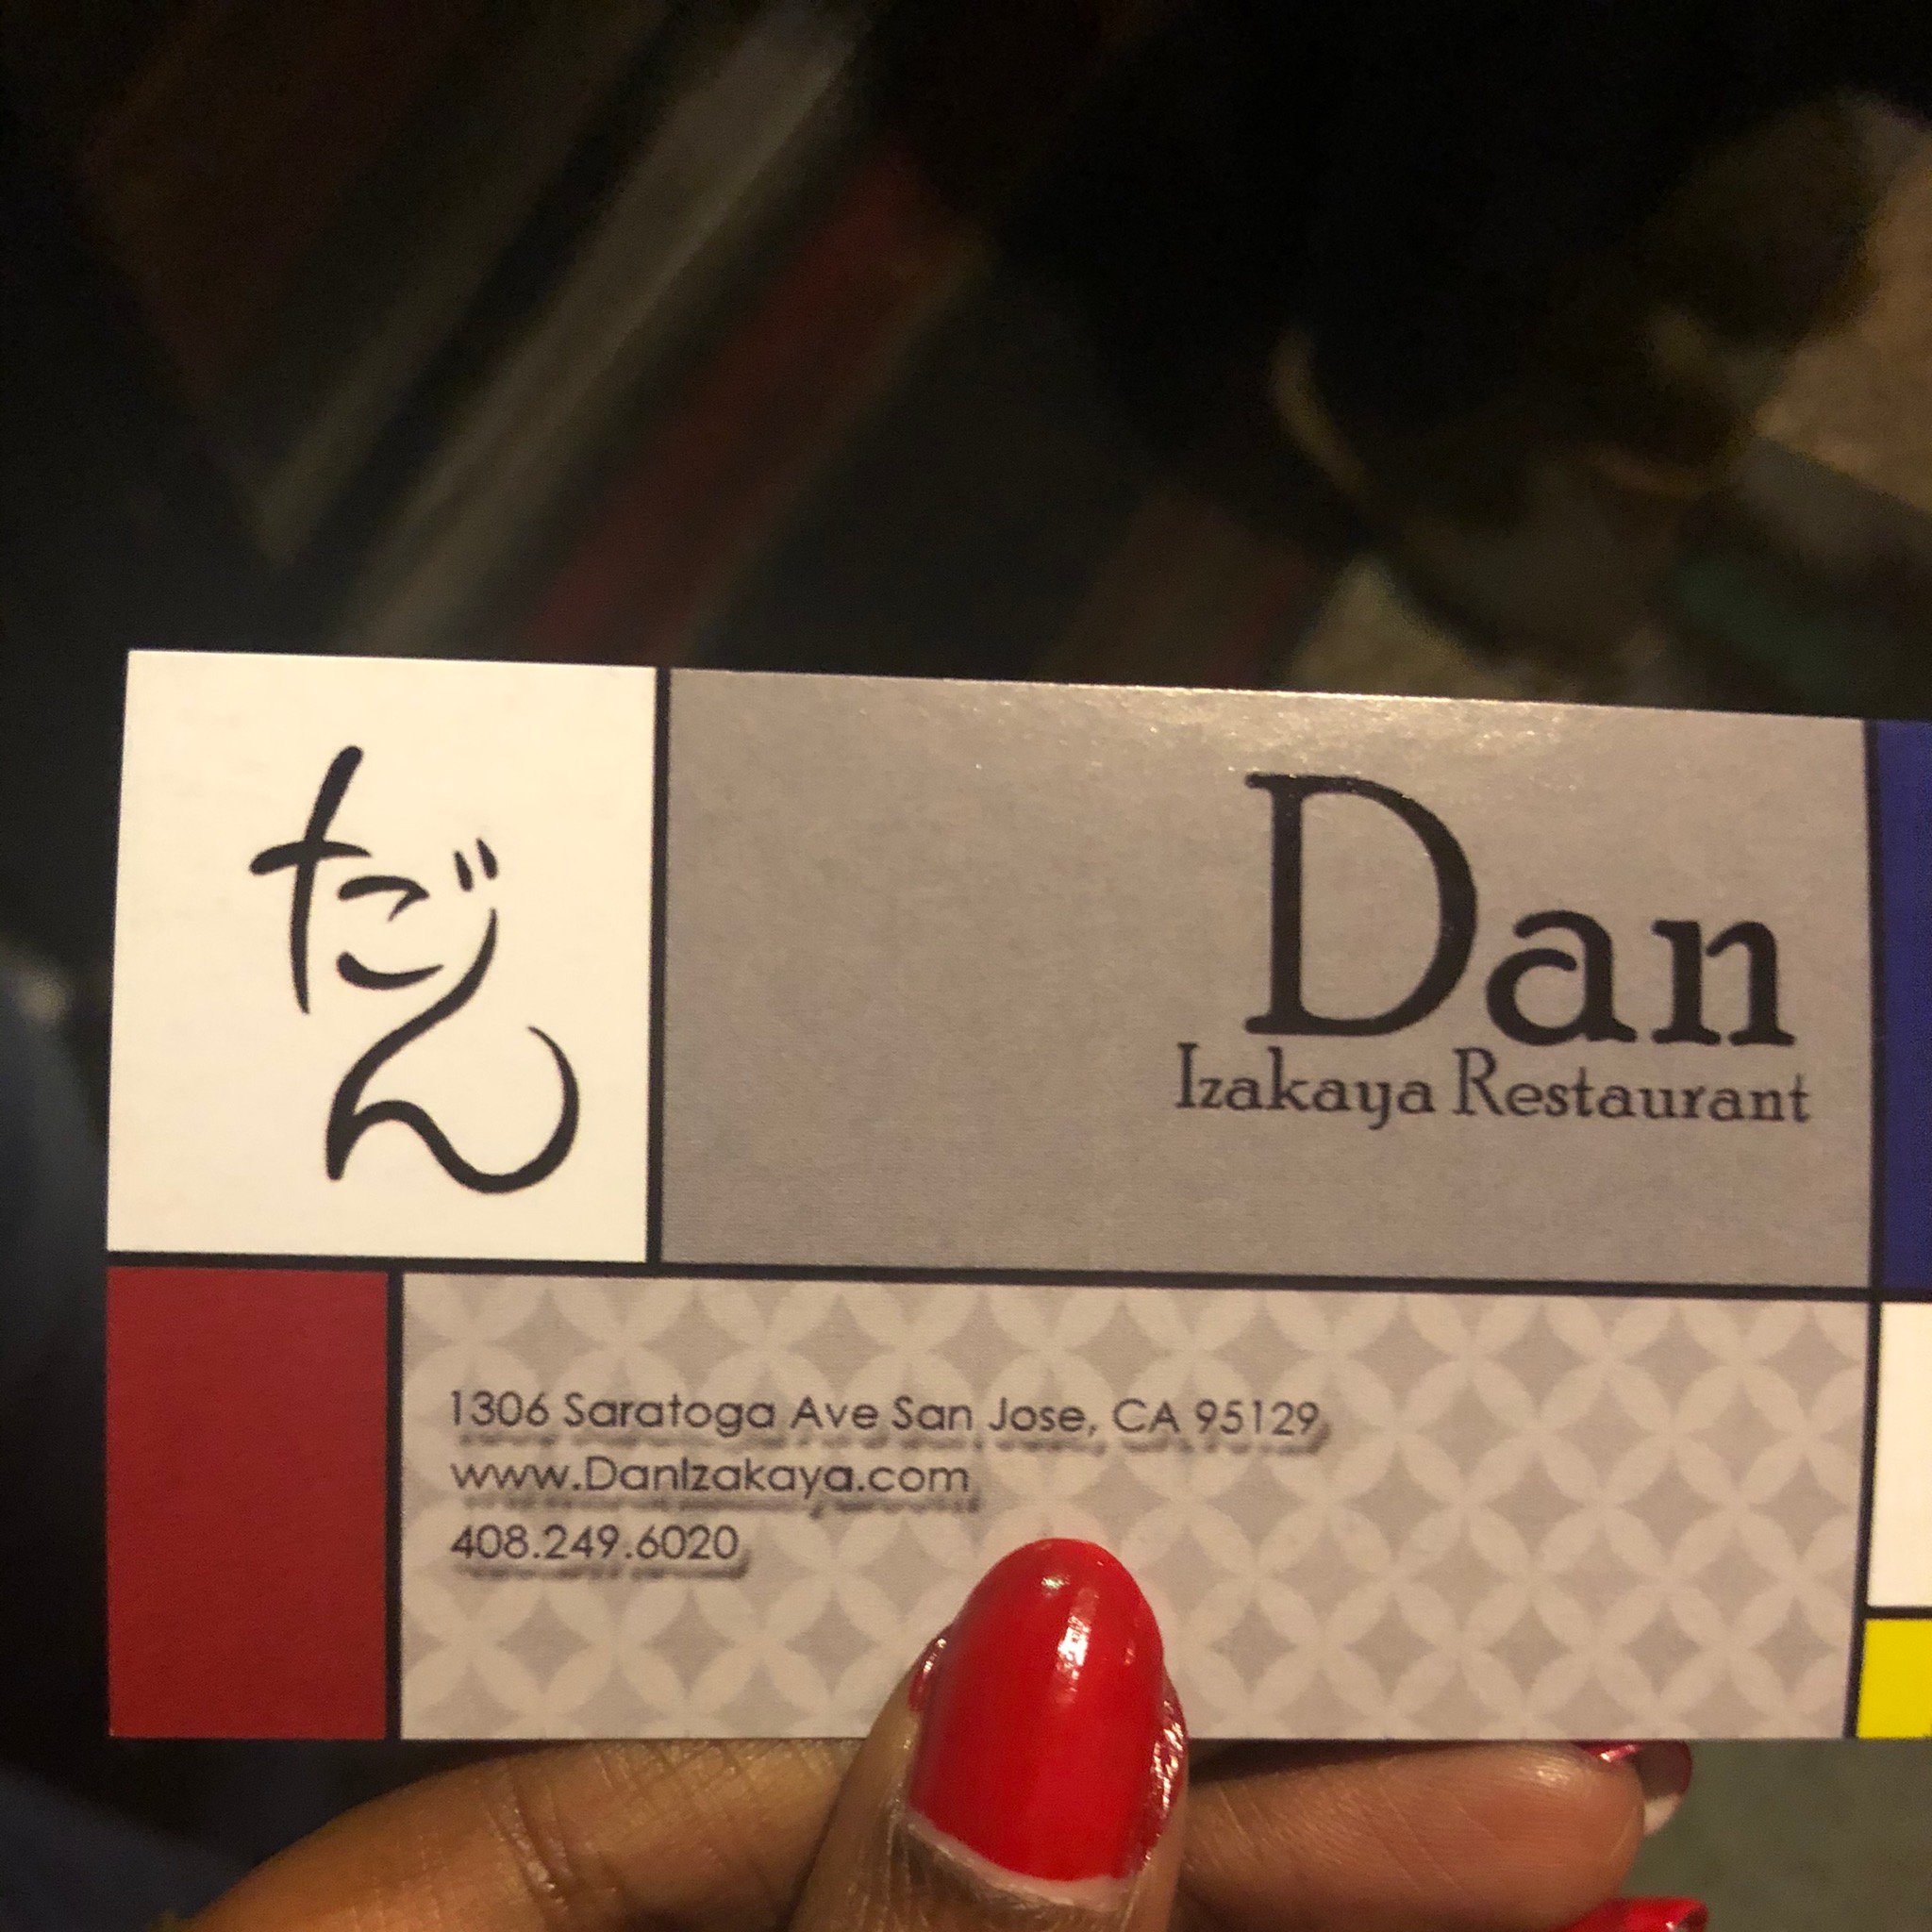 だん
Dan
Izakaya Restaurant
1306 Saratoga Ave San Jose, CA 95129
www.DanIzakaya.com
408.249.6020